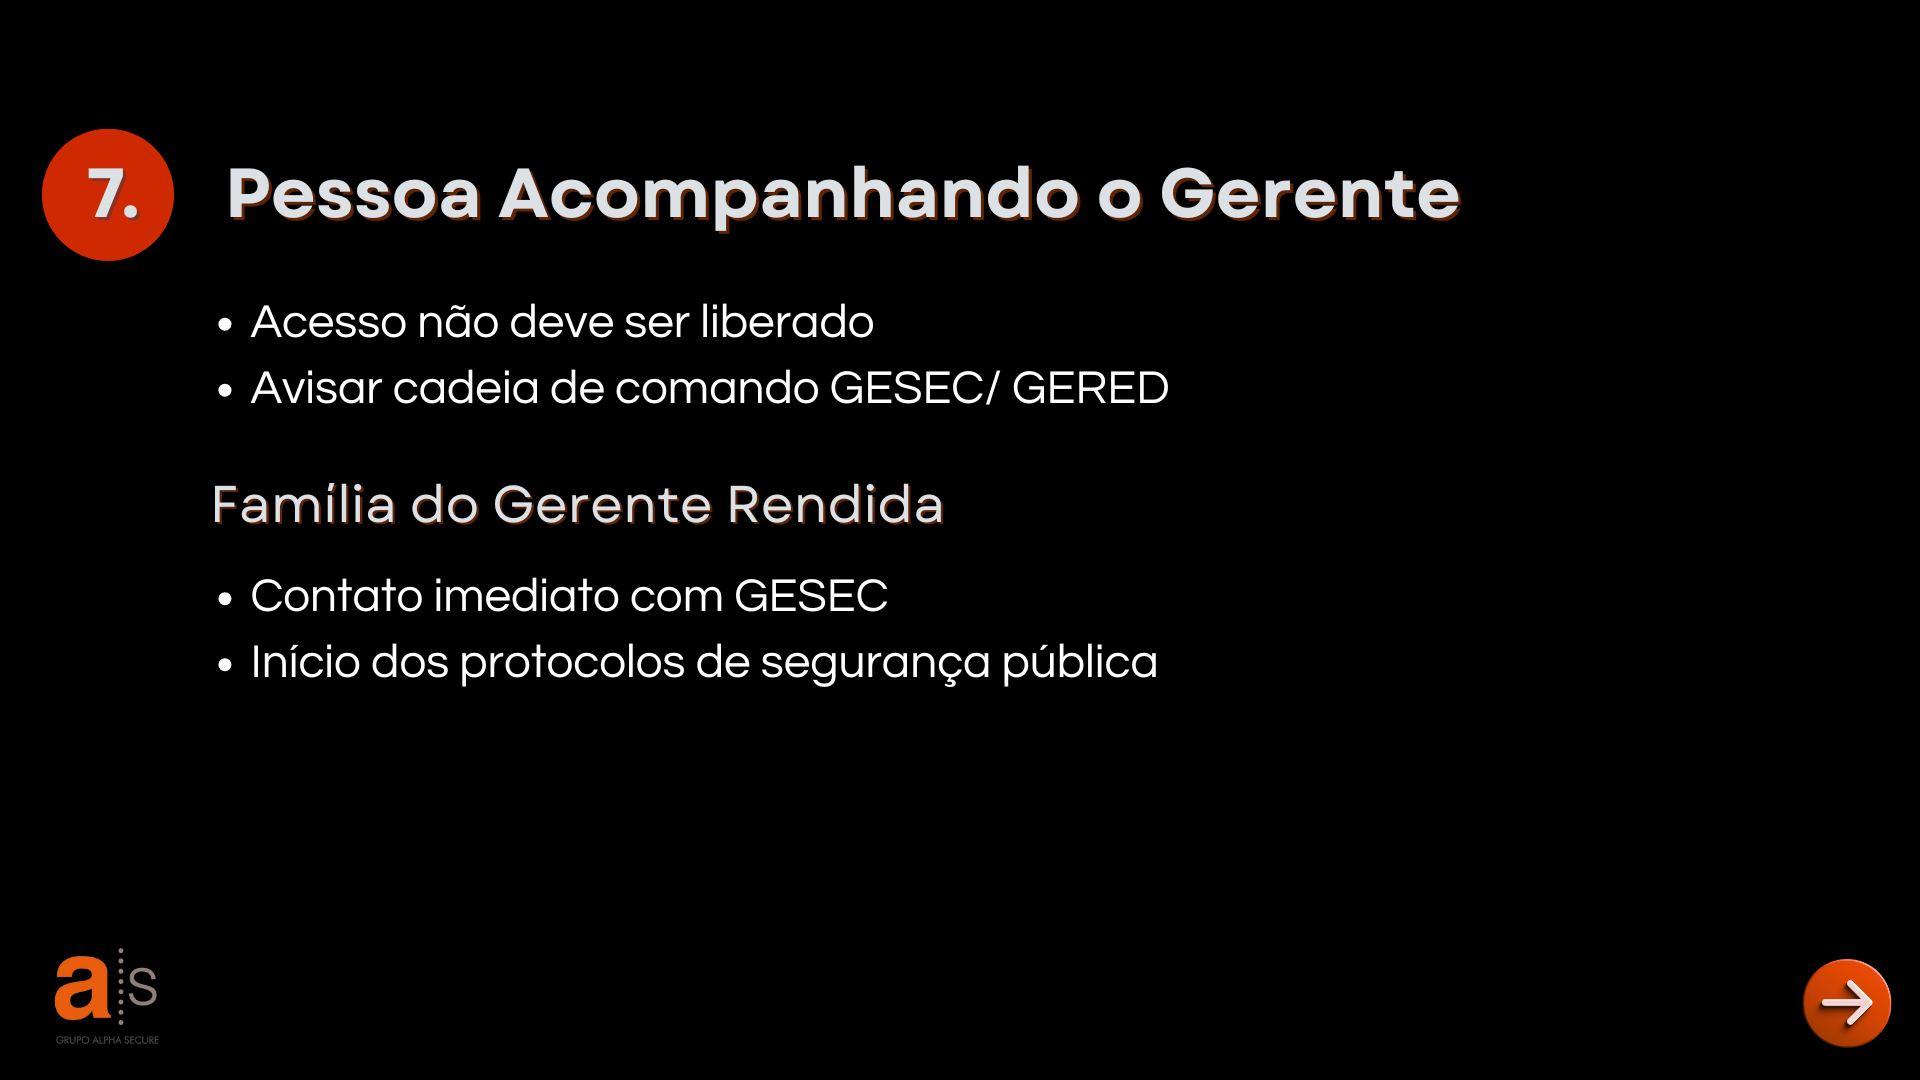 7. Pessoa Acompanhando o Gerente
• Acesso não deve ser liberado
• Avisar cadeia de comando GESEC/ GERED
Família do Gerente Rendida
• Contato imediato com GESEC
• Início dos protocolos de segurança pública
a s
GRUPO ALPHA SECURE